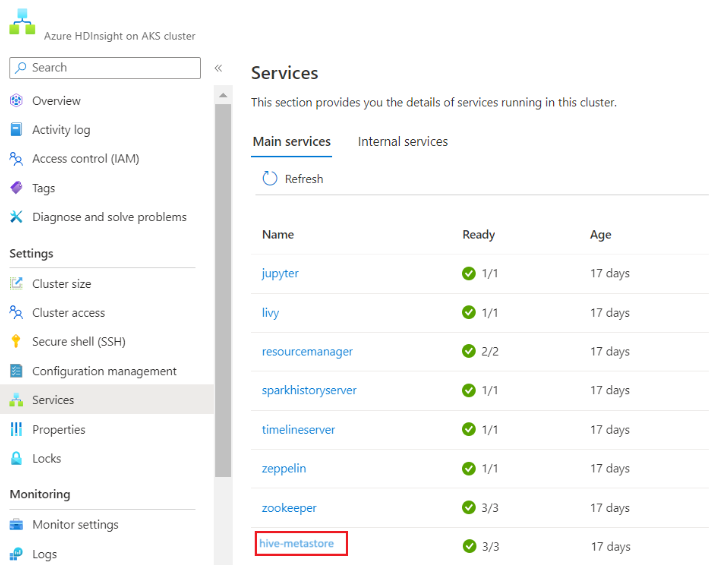 Azure HDInsight on AKS cluster
Search
«
Overview
Activity log
Access control (IAM)
Tags
Diagnose and solve problems
Settings
Cluster size
Cluster access
Secure shell (SSH)
Configuration management
Services
Properties
Locks
Monitoring
Monitor settings
Logs
Services
This section provides you the details of services running in this cluster.
Main services Internal services
Refresh
Name Ready Age
jupyter 1/1 17 days
livy 1/1 17 days
resourcemanager 2/2 17 days
sparkhistoryserver 1/1 17 days
timelineserver 1/1 17 days
zeppelin 1/1 17 days
zookeeper 3/3 17 days
hive-metastore 3/3 17 days